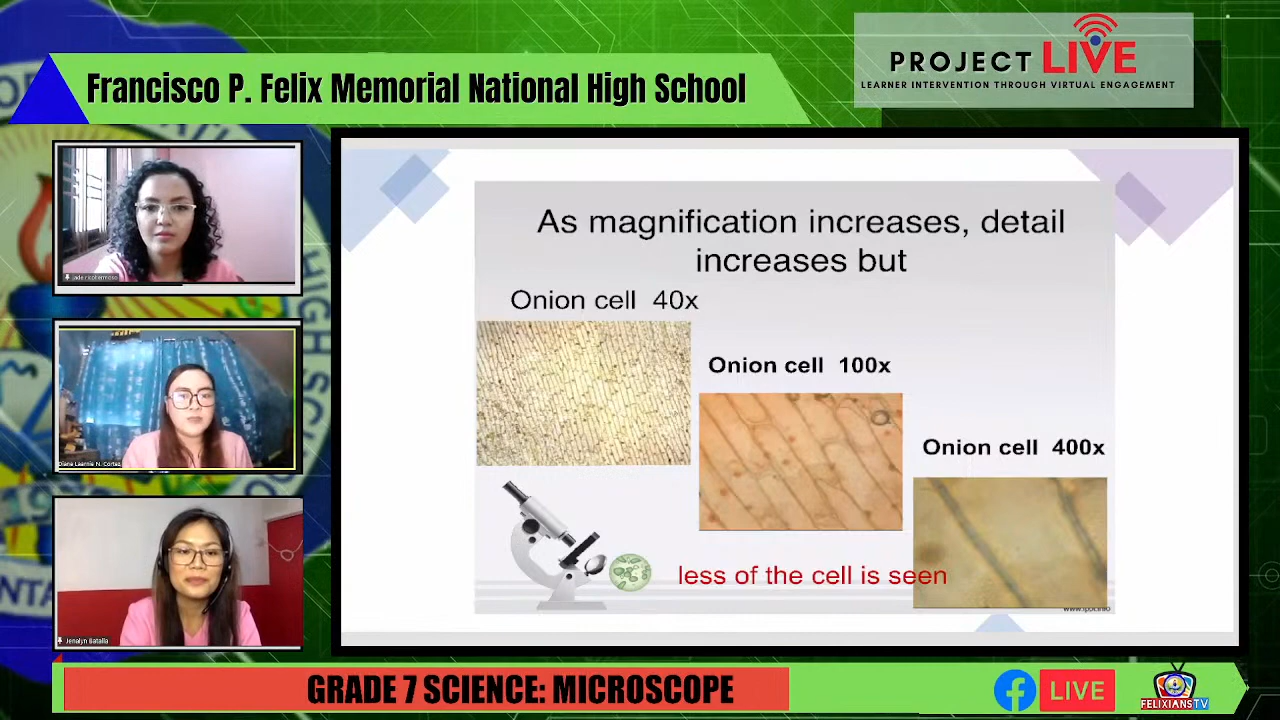 Francisco P. Felix Memorial National High School
PROJECT LIVE
LEARNER INTERVENTION THROUGH VIRTUAL ENGAGEMENT
As magnification increases, detail
increases but
Onion cell 40x
Onion cell 100x
Onion cell 400x
less of the cell is seen
Jenalyn Batalla
GRADE 7 SCIENCE: MICROSCOPE
LIVE
FELIXIANSTV